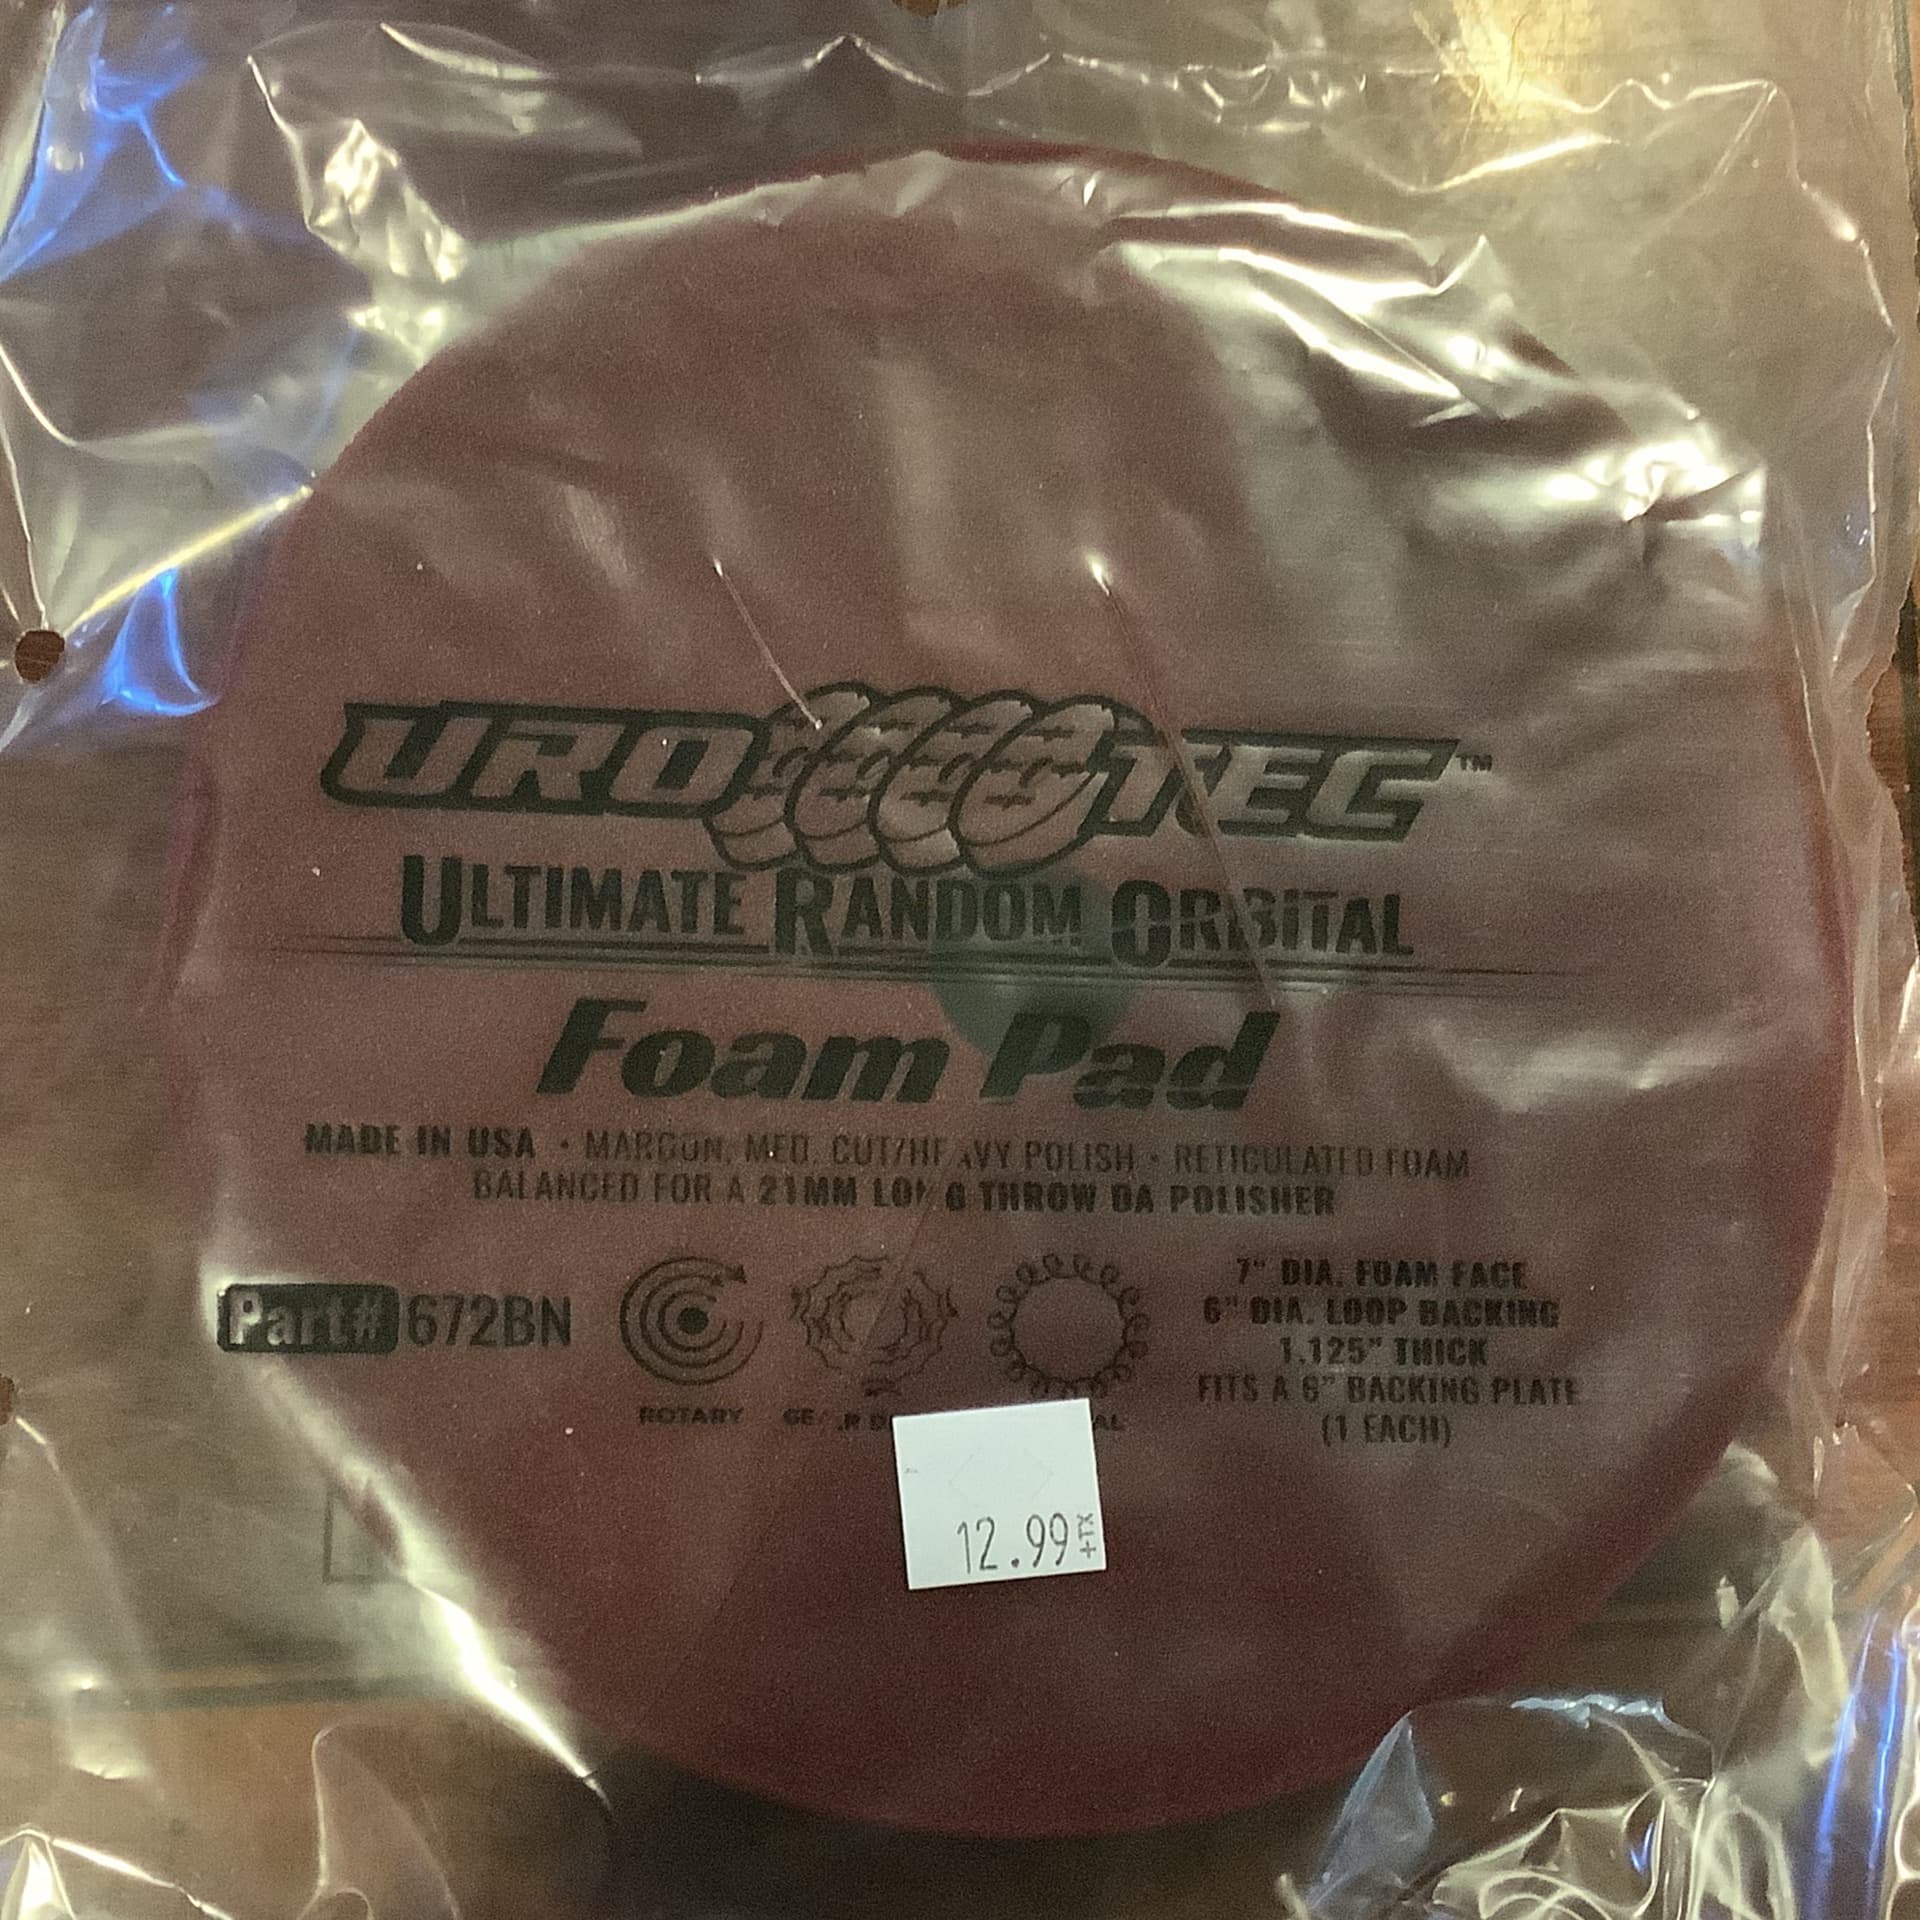 URO TEC™
ULTIMATE RANDOM ORBITAL
Foam Pad
MADE IN USA • MAROON, MED. CUT/HEAVY POLISH • RETICULATED FOAM
BALANCED FOR A 21MM LONG THROW DA POLISHER
Part# 672BN
ROTARY
GEAR D
AL
7" DIA. FOAM FACE
6" DIA. LOOP BACKING
1.125" THICK
FITS A 6" BACKING PLATE
(1 EACH)
12.99 +TX